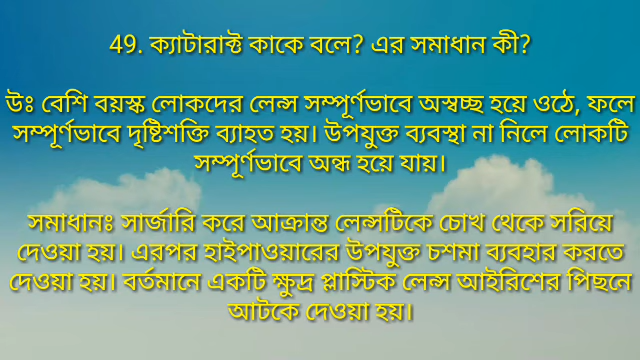 49. ক্যাটারাক্ট কাকে বলে? এর সমাধান কী?
উঃ বেশি বয়স্ক লোকদের লেন্স সম্পূর্ণভাবে অস্বচ্ছ হয়ে ওঠে, ফলে
সম্পূর্ণভাবে দৃষ্টিশক্তি ব্যাহত হয়। উপযুক্ত ব্যবস্থা না নিলে লোকটি
সম্পূর্ণভাবে অন্ধ হয়ে যায়।
সমাধানঃ সার্জারি করে আক্রান্ত লেন্সটিকে চোখ থেকে সরিয়ে
দেওয়া হয়। এরপর হাইপাওয়ারের উপযুক্ত চশমা ব্যবহার করতে
দেওয়া হয়। বর্তমানে একটি ক্ষুদ্র প্লাস্টিক লেন্স আইরিশের পিছনে
আটকে দেওয়া হয়।